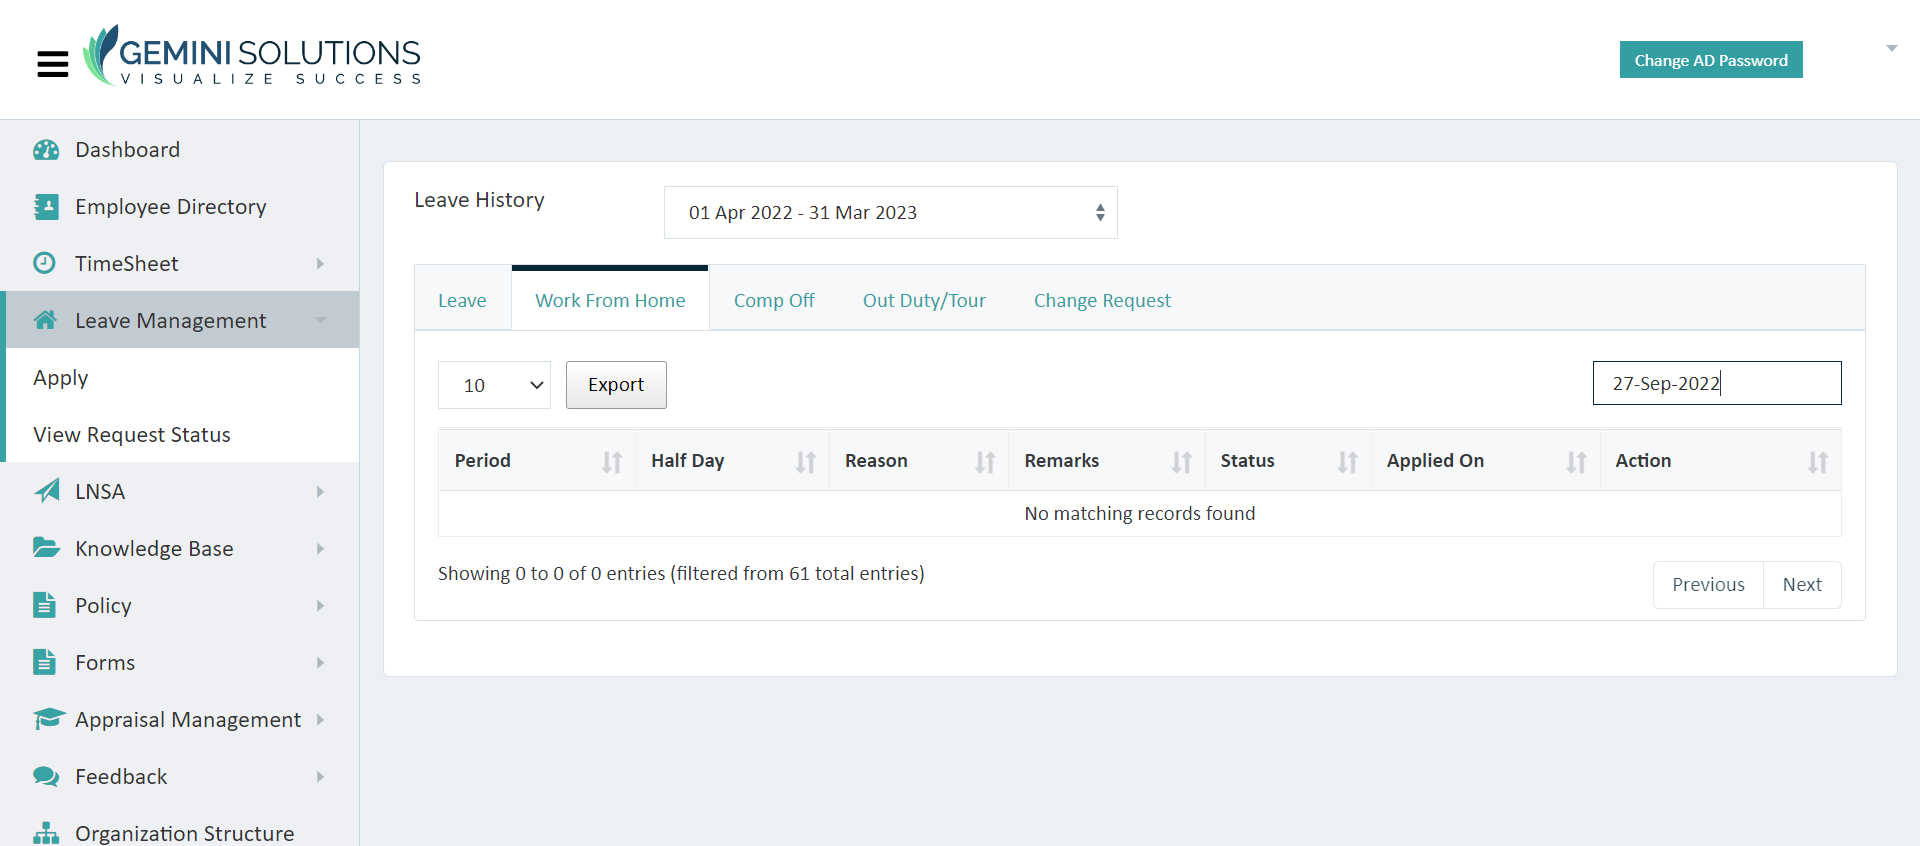 GEMINI SOLUTIONS
VISUALIZE SUCCESS
Change AD Password
Dashboard
Employee Directory
TimeSheet
Leave Management
Apply
View Request Status
LNSA
Knowledge Base
Policy
Forms
Appraisal Management
Feedback
Organization Structure
Leave History
01 Apr 2022 - 31 Mar 2023
Leave Work From Home Comp Off Out Duty/Tour Change Request
10 Export 27-Sep-2022
Period Half Day Reason Remarks Status Applied On Action
No matching records found
Showing 0 to 0 of 0 entries (filtered from 61 total entries)
Previous Next